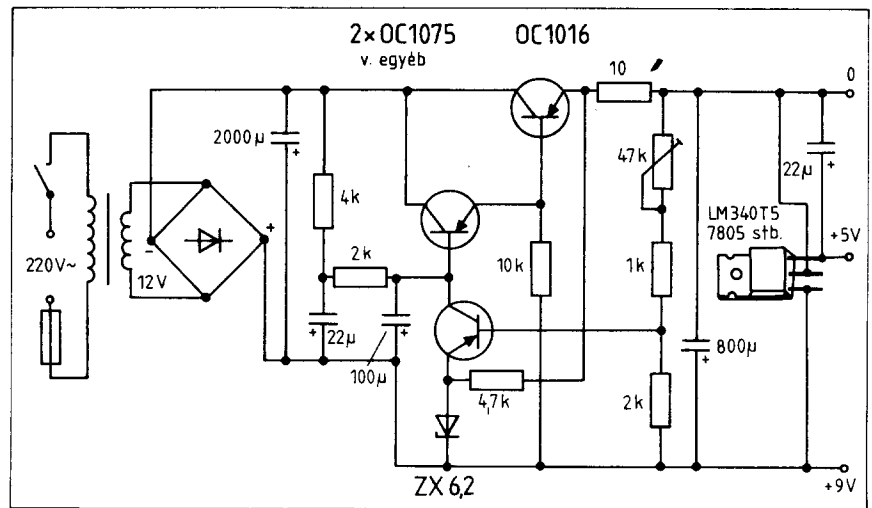 2×OC1075
v. egyéb
OC1016
10
0
2000µ
+
47k
22µ
+
4k
LM340T5
7805 stb.
+5V
220V~
-
+
12V
2k
10k
1k
+
22µ
+
100µ
800µ
+
4,7k
2k
ZX 6,2
+9V